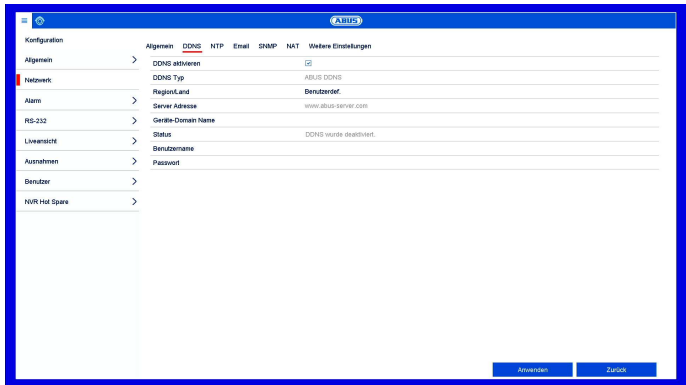 ABUS
Konfiguration
Allgemein
Netzwerk
Alarm
RS-232
Liveansicht
Ausnahmen
Benutzer
NVR Hot Spare
Allgemein DDNS NTP Email SNMP NAT Weitere Einstellungen
DDNS aktivieren
DDNS Typ ABUS DDNS
Region/Land Benutzerdef.
Server Adresse www.abus-server.com
Geräte-Domain Name
Status DDNS wurde deaktiviert.
Benutzername
Passwort
Anwenden Zurück